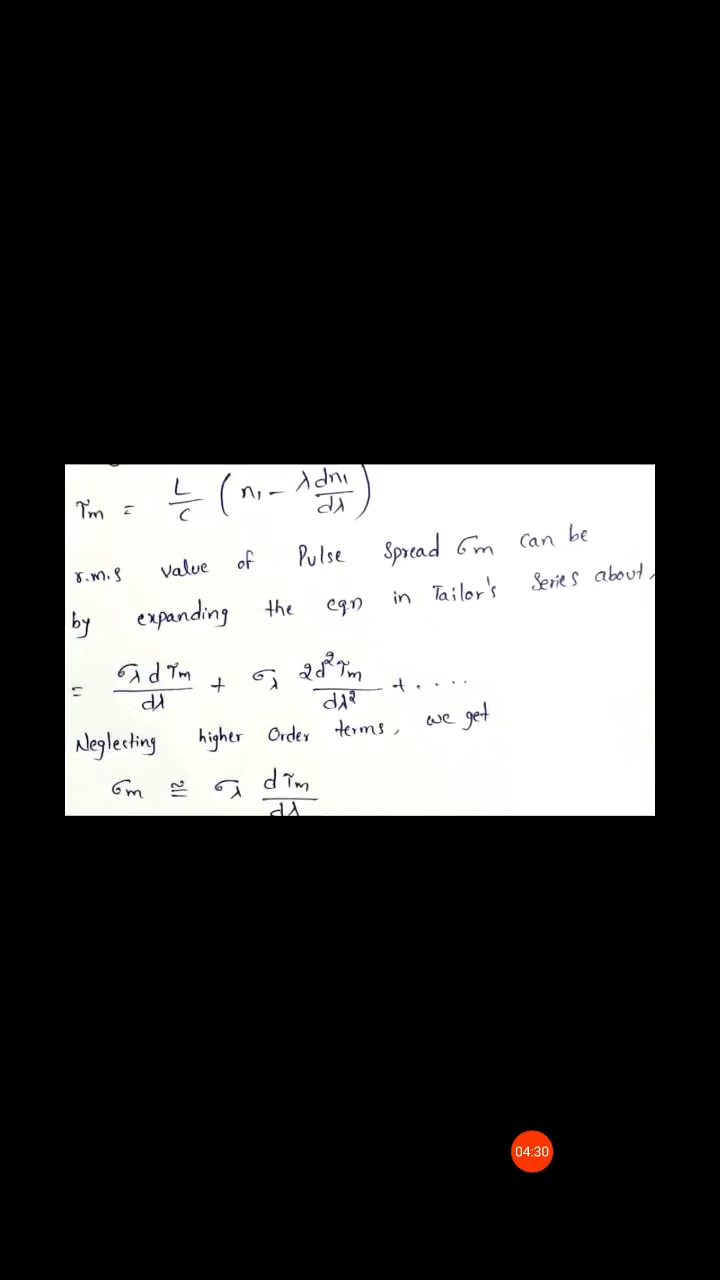 τm = L/c (n₁ - λdn₁/dλ)
r.m.s value of Pulse Spread σm can be
by expanding the eqn in Tailor's Series about
= σλ dτm/dλ + σλ 2d²τm/dλ² + . . . .
Neglecting higher Order terms, we get
σm ≅ σλ dτm/dλ
04:30